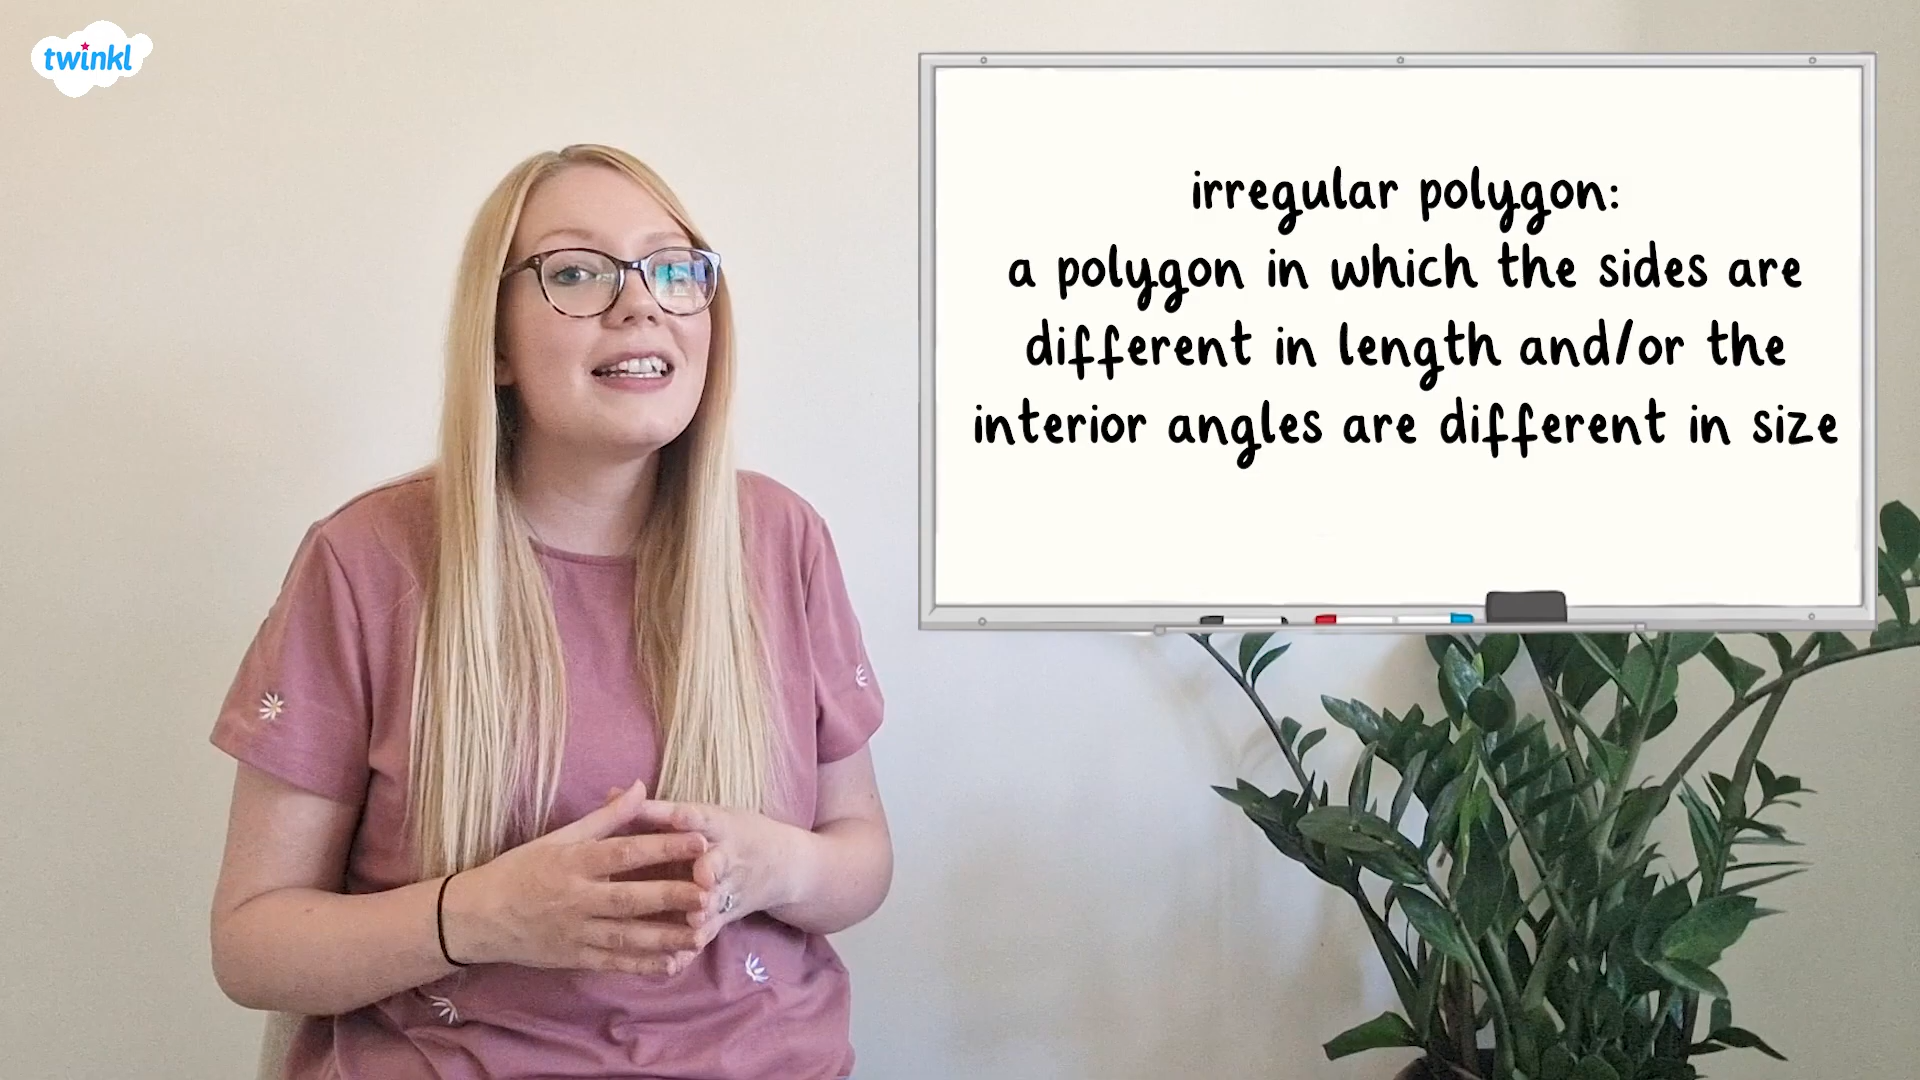 twinkl
irregular polygon:
a polygon in which the sides are
different in length and/or the
interior angles are different in size